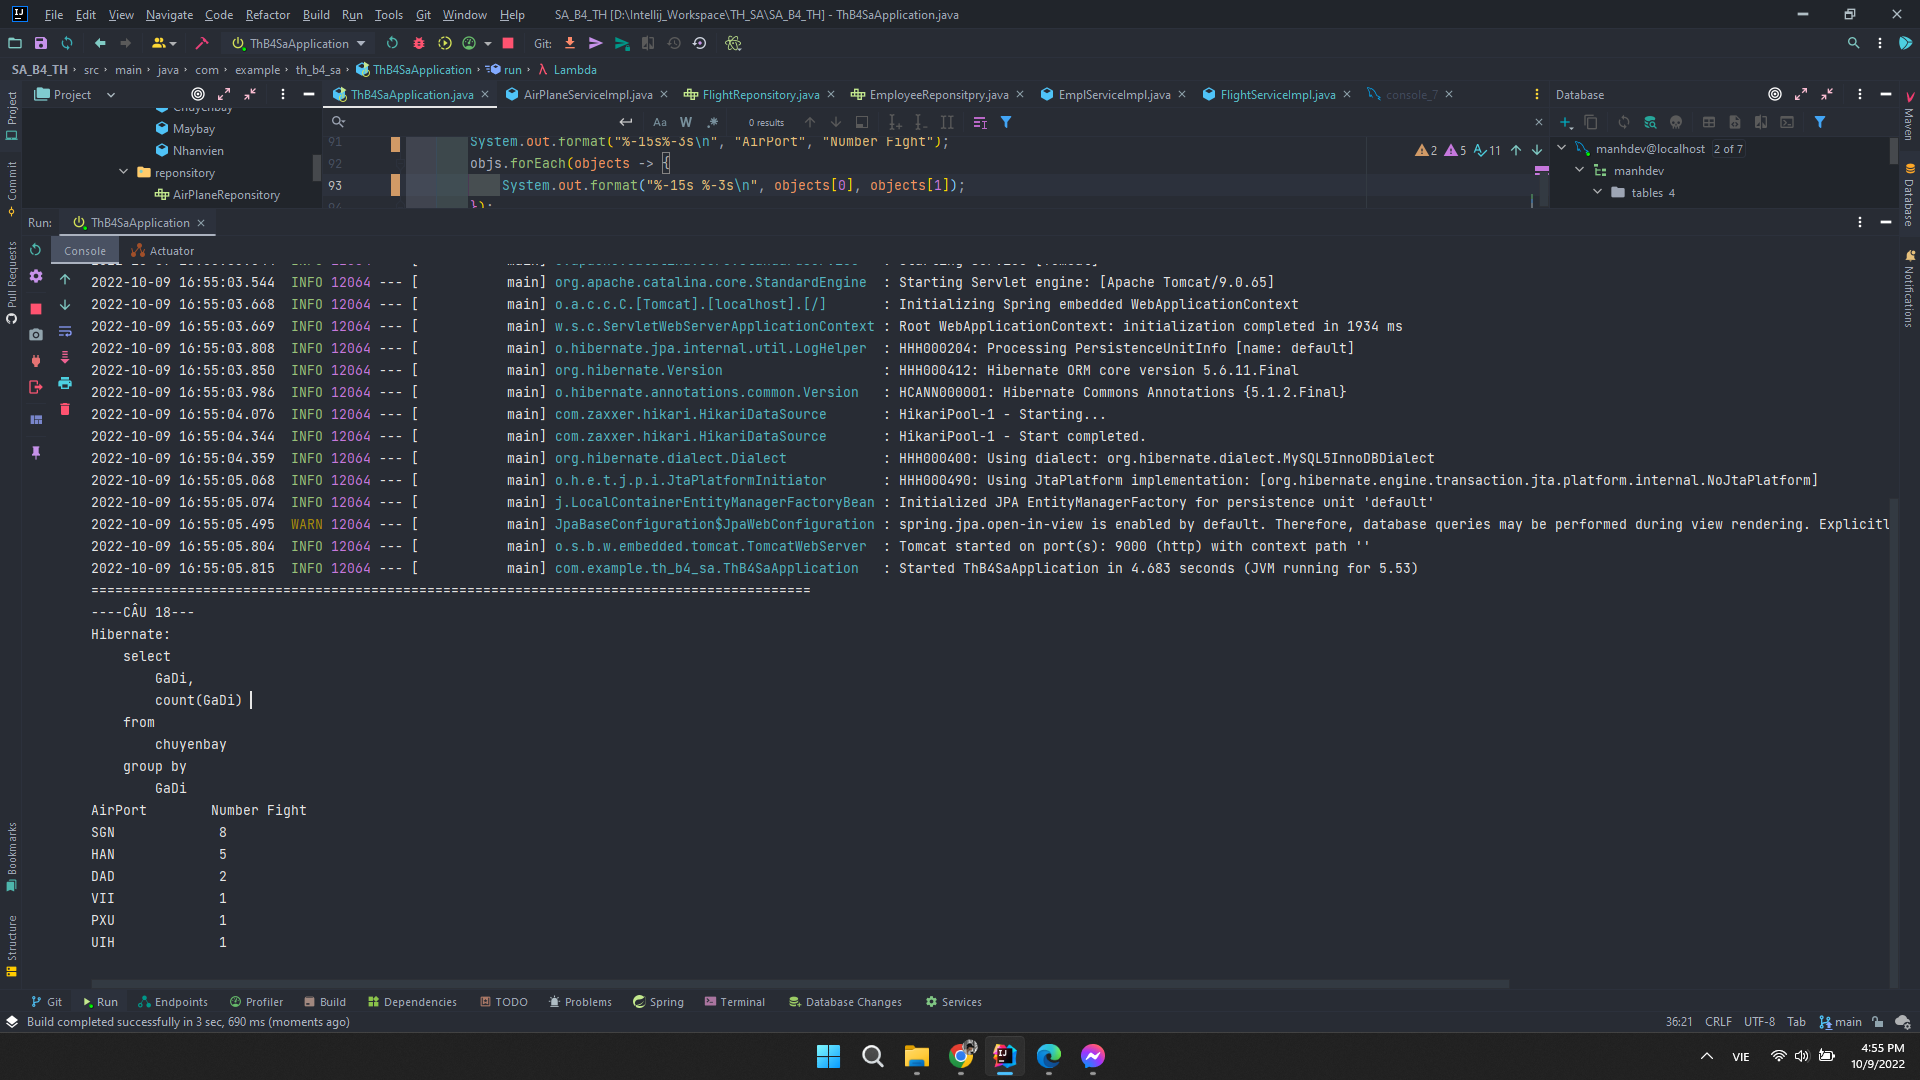 File Edit View Navigate Code Refactor Build Run Tools Git Window Help SA_B4_TH [D:\Intellij_Workspace\TH_SA\SA_B4_TH] - ThB4SaApplication.java
ThB4SaApplication Git:
SA_B4_TH src main java com example th_b4_sa ThB4SaApplication run Lambda
Project ThB4SaApplication.java AirPlaneServiceImpl.java FlightReponsitory.java EmployeeReponsitpry.java EmplServiceImpl.java FlightServiceImpl.java console_7 Database
Chuyenbay
Maybay
Nhanvien
reponsitory
AirPlaneReponsitory
Aa W 0 results
91 System.out.format("%-15s%-3s\n", "AirPort", "Number Fight");
92 objs.forEach(objects -> {
93 System.out.format("%-15s %-3s\n", objects[0], objects[1]);
94 });
2 5 11
manhdev@localhost 2 of 7
manhdev
tables 4
Project
Commit
Pull Requests
Bookmarks
Structure
Maven
Database
Notifications
Run: ThB4SaApplication
Console Actuator
2022-10-09 16:55:03.544 INFO 12064 --- [ main] org.apache.catalina.core.StandardEngine : Starting Servlet engine: [Apache Tomcat/9.0.65]
2022-10-09 16:55:03.668 INFO 12064 --- [ main] o.a.c.c.C.[Tomcat].[localhost].[/] : Initializing Spring embedded WebApplicationContext
2022-10-09 16:55:03.669 INFO 12064 --- [ main] w.s.c.ServletWebServerApplicationContext : Root WebApplicationContext: initialization completed in 1934 ms
2022-10-09 16:55:03.808 INFO 12064 --- [ main] o.hibernate.jpa.internal.util.LogHelper : HHH000204: Processing PersistenceUnitInfo [name: default]
2022-10-09 16:55:03.850 INFO 12064 --- [ main] org.hibernate.Version : HHH000412: Hibernate ORM core version 5.6.11.Final
2022-10-09 16:55:03.986 INFO 12064 --- [ main] o.hibernate.annotations.common.Version : HCANN000001: Hibernate Commons Annotations {5.1.2.Final}
2022-10-09 16:55:04.076 INFO 12064 --- [ main] com.zaxxer.hikari.HikariDataSource : HikariPool-1 - Starting...
2022-10-09 16:55:04.344 INFO 12064 --- [ main] com.zaxxer.hikari.HikariDataSource : HikariPool-1 - Start completed.
2022-10-09 16:55:04.359 INFO 12064 --- [ main] org.hibernate.dialect.Dialect : HHH000400: Using dialect: org.hibernate.dialect.MySQL5InnoDBDialect
2022-10-09 16:55:05.068 INFO 12064 --- [ main] o.h.e.t.j.p.i.JtaPlatformInitiator : HHH000490: Using JtaPlatform implementation: [org.hibernate.engine.transaction.jta.platform.internal.NoJtaPlatform]
2022-10-09 16:55:05.074 INFO 12064 --- [ main] j.LocalContainerEntityManagerFactoryBean : Initialized JPA EntityManagerFactory for persistence unit 'default'
2022-10-09 16:55:05.495 WARN 12064 --- [ main] JpaBaseConfiguration$JpaWebConfiguration : spring.jpa.open-in-view is enabled by default. Therefore, database queries may be performed during view rendering. Explicitl
2022-10-09 16:55:05.804 INFO 12064 --- [ main] o.s.b.w.embedded.tomcat.TomcatWebServer : Tomcat started on port(s): 9000 (http) with context path ''
2022-10-09 16:55:05.815 INFO 12064 --- [ main] com.example.th_b4_sa.ThB4SaApplication : Started ThB4SaApplication in 4.683 seconds (JVM running for 5.53)
==========================================================================================
----CÂU 18---
Hibernate:
select
GaDi,
count(GaDi)
from
chuyenbay
group by
GaDi
AirPort Number Fight
SGN 8
HAN 5
DAD 2
VII 1
PXU 1
UIH 1
Git Run Endpoints Profiler Build Dependencies TODO Problems Spring Terminal Database Changes Services
Build completed successfully in 3 sec, 690 ms (moments ago) 36:21 CRLF UTF-8 Tab main
VIE 4:55 PM
10/9/2022